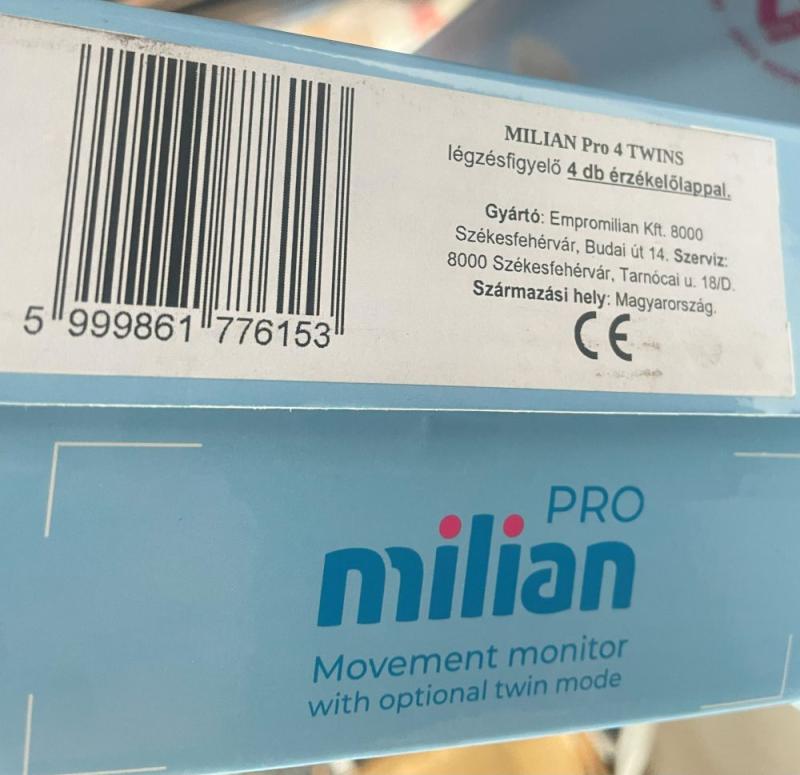 MILIAN Pro 4 TWINS
légzésfigyelő 4 db érzékelőlappal.
Gyártó: Empromilian Kft. 8000
Székesfehérvár, Budai út 14. Szerviz:
8000 Székesfehérvár, Tarnócai u. 18/D.
Származási hely: Magyarország.
CE
5 999861 776153
PRO
milian
Movement monitor
with optional twin mode